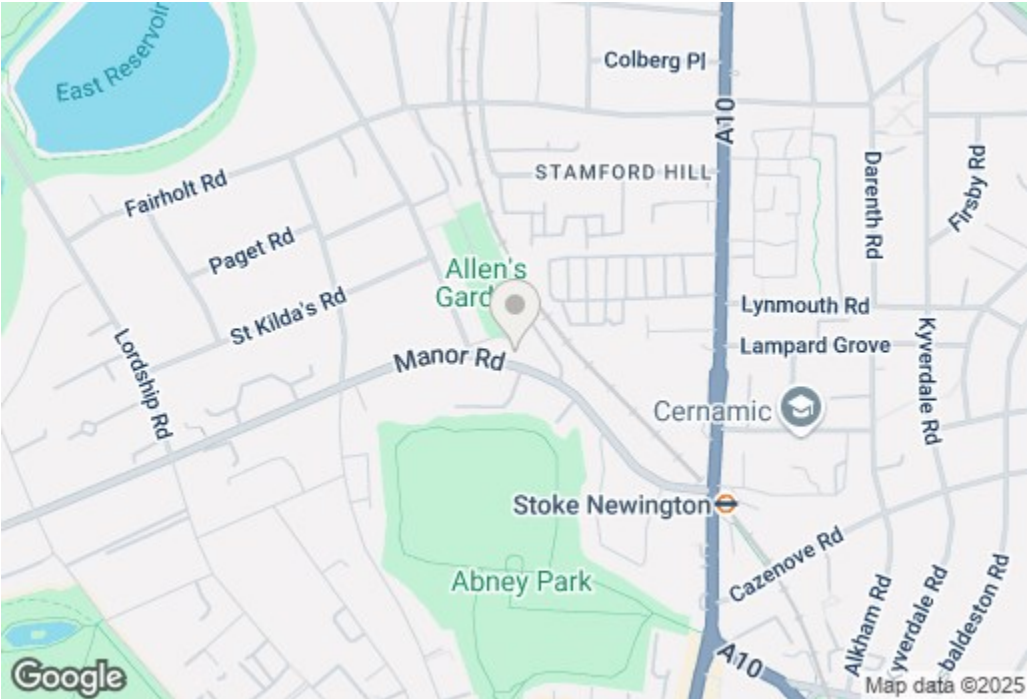 East Reservoir
Colberg Pl
A10
STAMFORD HILL
Fairholt Rd
Darenth Rd
Firsby Rd
Paget Rd
Allen's
St Kilda's Rd
Lynmouth Rd
Lordship Rd
Manor Rd
Lampard Grove
Kyverdale Rd
Cernamic
Stoke Newington
Cazenove Rd
Abney Park
Alkham Rd
A10
Google
Map data ©2025